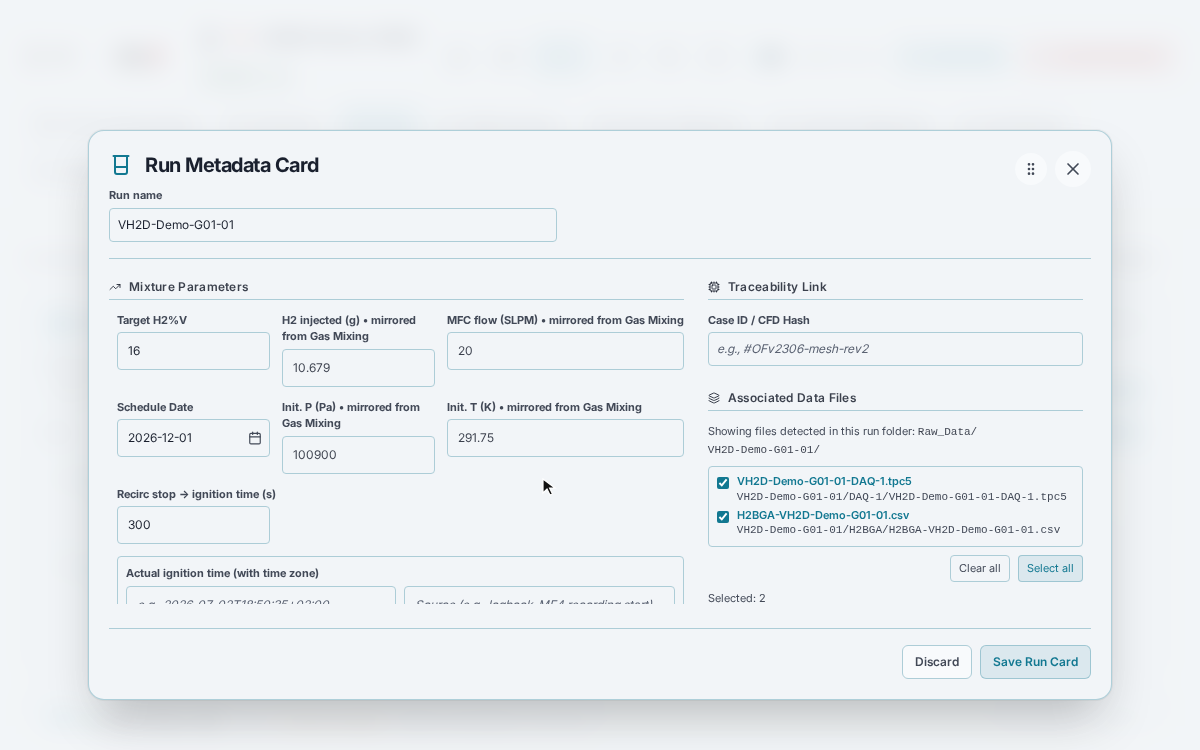 Run Metadata Card
Run name
VH2D-Demo-G01-01
Mixture Parameters
Target H2%V
16
H2 injected (g) • mirrored
from Gas Mixing
10.679
MFC flow (SLPM) • mirrored from Gas Mixing
20
Schedule Date
2026-12-01
Init. P (Pa) • mirrored from
Gas Mixing
100900
Init. T (K) • mirrored from Gas Mixing
291.75
Recirc stop → ignition time (s)
300
Actual ignition time (with time zone)
Traceability Link
Case ID / CFD Hash
e.g., #OFv2306-mesh-rev2
Associated Data Files
Showing files detected in this run folder: Raw_Data/
VH2D-Demo-G01-01/
VH2D-Demo-G01-01-DAQ-1.tpc5
VH2D-Demo-G01-01/DAQ-1/VH2D-Demo-G01-01-DAQ-1.tpc5
H2BGA-VH2D-Demo-G01-01.csv
VH2D-Demo-G01-01/H2BGA/H2BGA-VH2D-Demo-G01-01.csv
Clear all
Select all
Selected: 2
Discard
Save Run Card